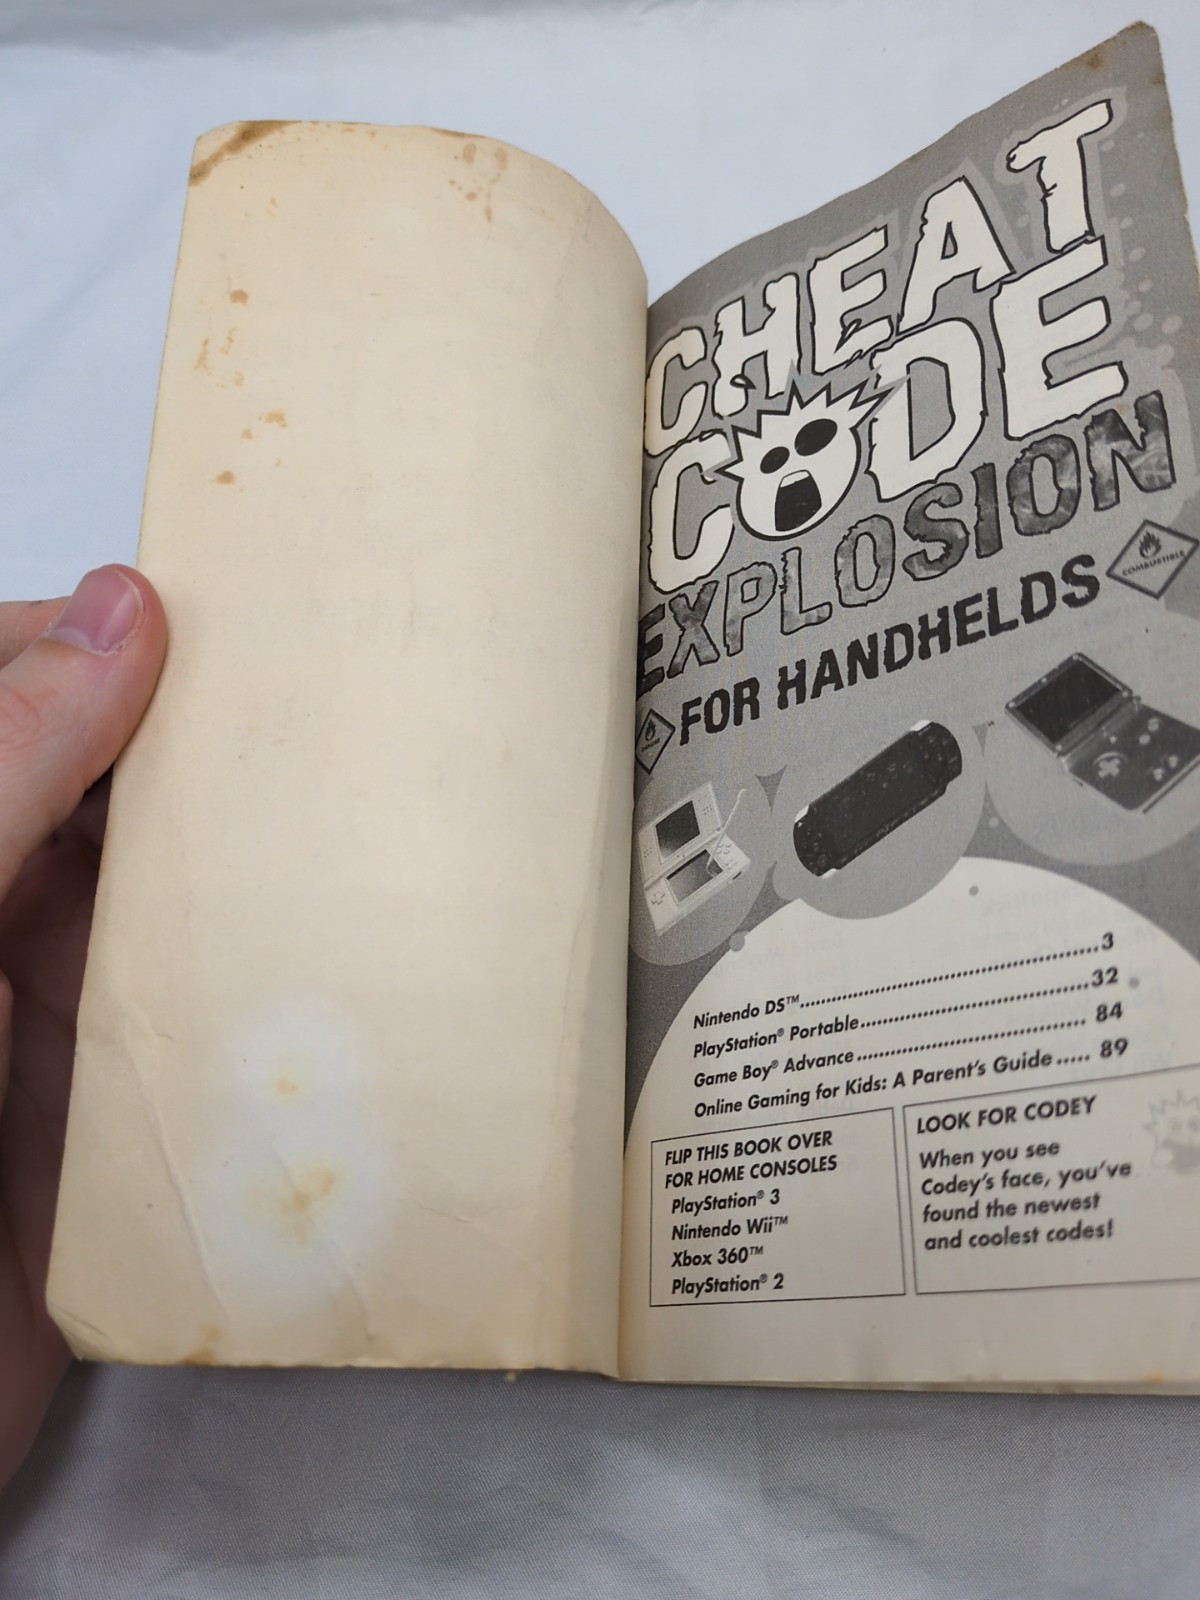 CHEAT
CODE
EXPLOSION
FOR HANDHELDS
COMBUSTIBLE
Nintendo DS™..........................................3
PlayStation® Portable..................................32
Game Boy® Advance.................................. 84
Online Gaming for Kids: A Parent's Guide ..... 89
FLIP THIS BOOK OVER
FOR HOME CONSOLES
PlayStation® 3
Nintendo Wii™
Xbox 360™
PlayStation® 2
LOOK FOR CODEY
When you see
Codey's face, you've
found the newest
and coolest codes!